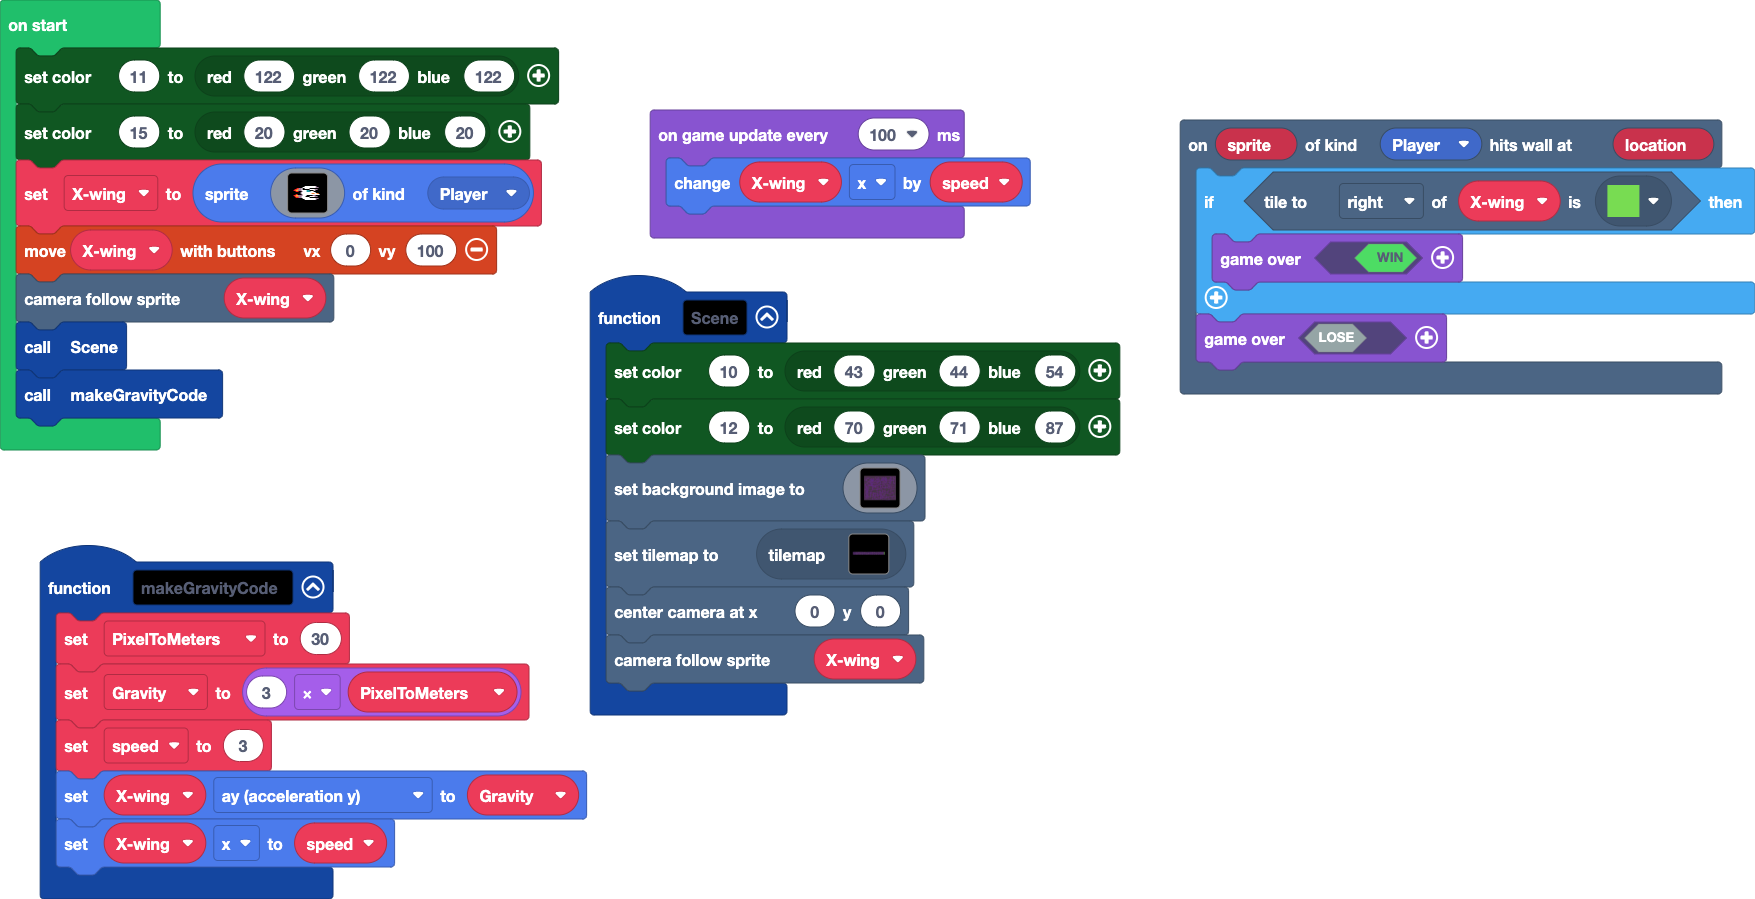 on start
set color 11 to red 122 green 122 blue 122
set color 15 to red 20 green 20 blue 20
set X-wing to sprite of kind Player
move X-wing with buttons vx 0 vy 100
camera follow sprite X-wing
call Scene
call makeGravityCode
on game update every 100 ms
change X-wing x by speed
on sprite of kind Player hits wall at location
if tile to right of X-wing is then
game over WIN
game over LOSE
function Scene
set color 10 to red 43 green 44 blue 54
set color 12 to red 70 green 71 blue 87
set background image to
set tilemap to tilemap
center camera at x 0 y 0
camera follow sprite X-wing
function makeGravityCode
set PixelToMeters to 30
set Gravity to 3 × PixelToMeters
set speed to 3
set X-wing ay (acceleration y) to Gravity
set X-wing x to speed